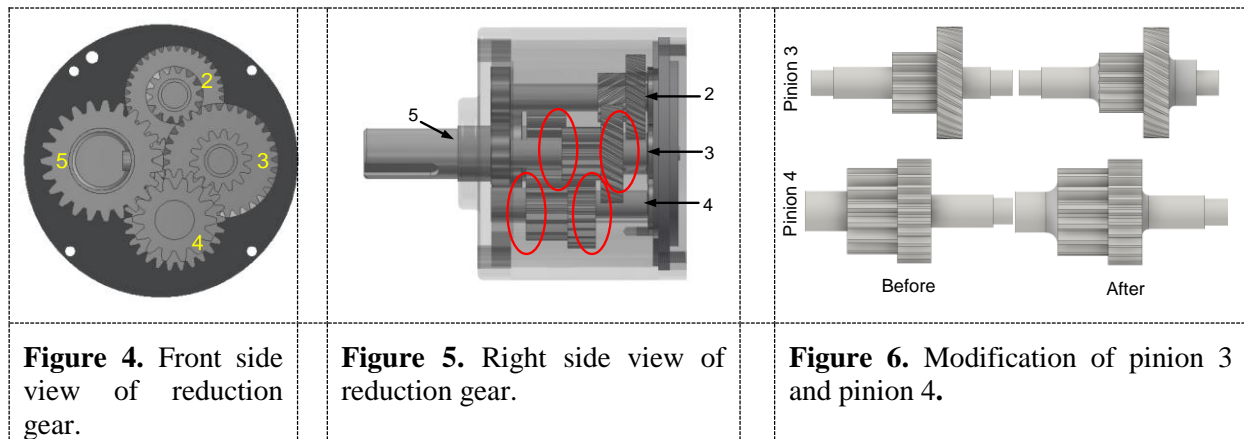 2
5
3
4
5
2
3
4
Pinion 3
Pinion 4
Before
After
Figure 4. Front side
view of reduction
gear.
Figure 5. Right side view of
reduction gear.
Figure 6. Modification of pinion 3
and pinion 4.